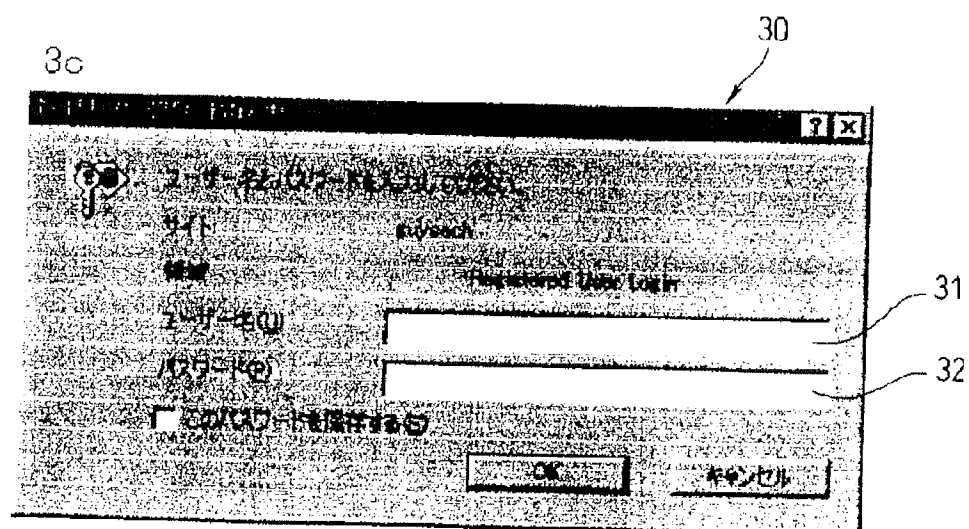 30
3c
? ×
ユーザー名とパスワードを入力してください。
サイト
Registered User Login
31
ユーザー名(U)
32
パスワード(P)
このパスワードを保存する(S)
OK キャンセル